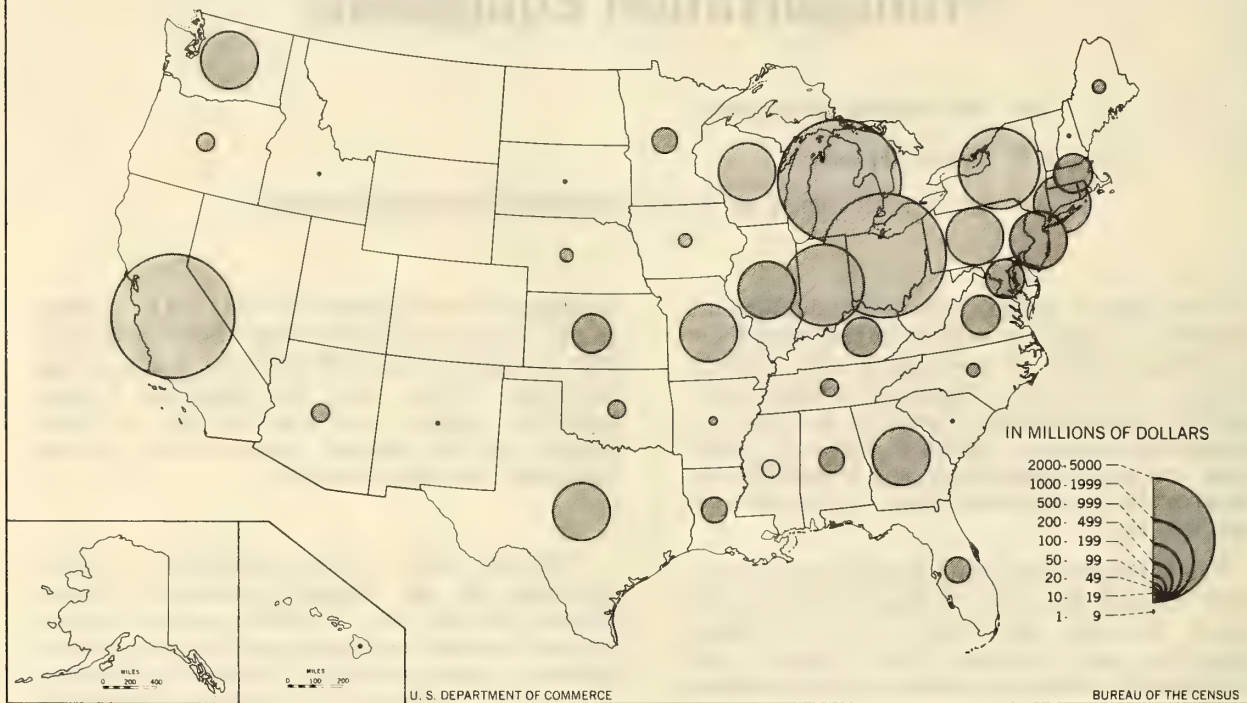 IN MILLIONS OF DOLLARS
2000- 5000
1000 - 1999
500 - 999
200 - 499
100 - 199
50 - 99
20 - 49
10 - 19
1 - 9
MILES
0 200 400
MILES
0 100 200
U. S. DEPARTMENT OF COMMERCE
BUREAU OF THE CENSUS